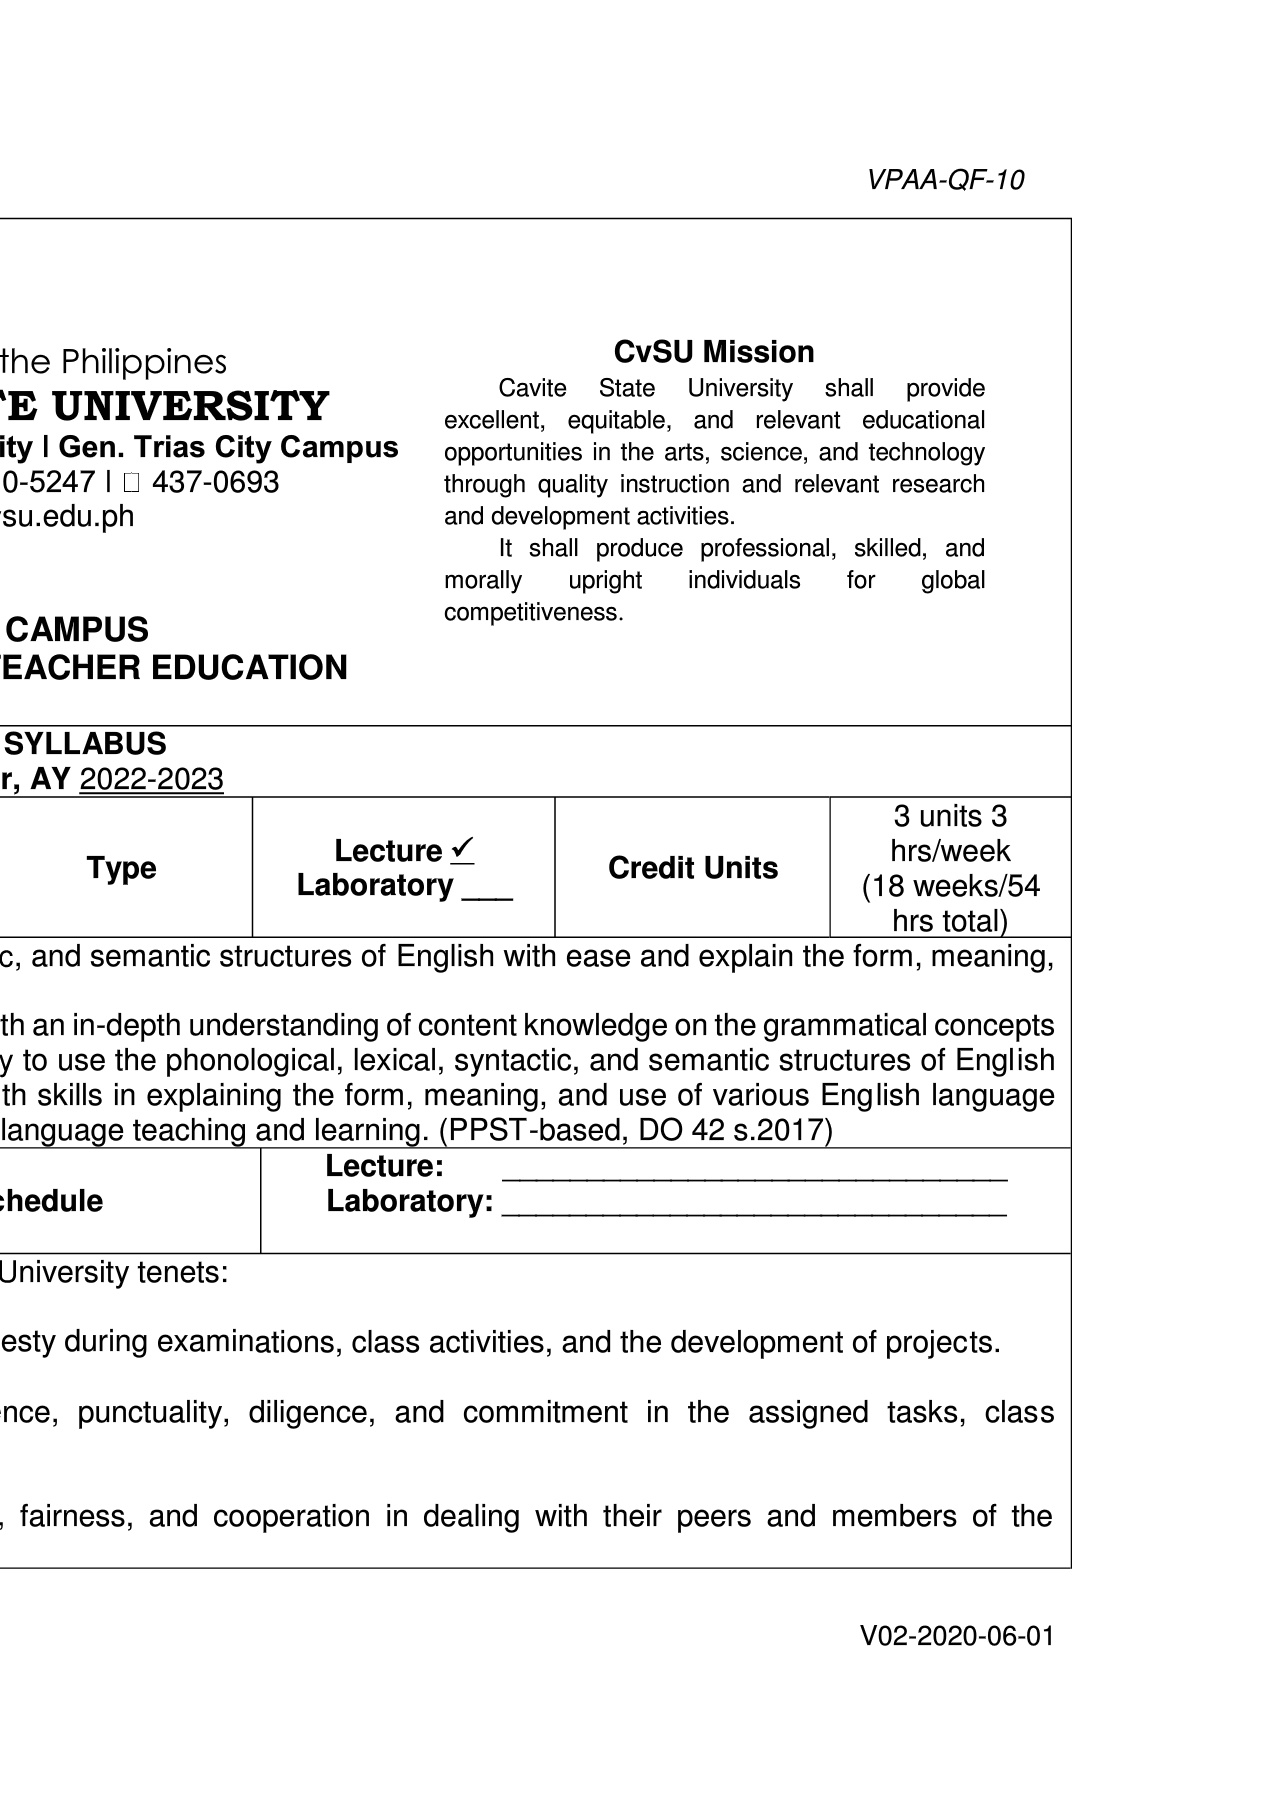 VPAA-QF-10
the Philippines
TE UNIVERSITY
ity | Gen. Trias City Campus
0-5247 | 437-0693
su.edu.ph
CAMPUS
TEACHER EDUCATION
CvSU Mission
Cavite State University shall provide
excellent, equitable, and relevant educational
opportunities in the arts, science, and technology
through quality instruction and relevant research
and development activities.
It shall produce professional, skilled, and
morally upright individuals for global
competitiveness.
SYLLABUS
r, AY 2022-2023
Type
Lecture ✓
Laboratory ___
Credit Units
3 units 3
hrs/week
(18 weeks/54
hrs total)
c, and semantic structures of English with ease and explain the form, meaning,
th an in-depth understanding of content knowledge on the grammatical concepts
y to use the phonological, lexical, syntactic, and semantic structures of English
th skills in explaining the form, meaning, and use of various English language
language teaching and learning. (PPST-based, DO 42 s.2017)
chedule
Lecture: ______________________________
Laboratory: ______________________________
University tenets:
esty during examinations, class activities, and the development of projects.
ence, punctuality, diligence, and commitment in the assigned tasks, class
, fairness, and cooperation in dealing with their peers and members of the
V02-2020-06-01